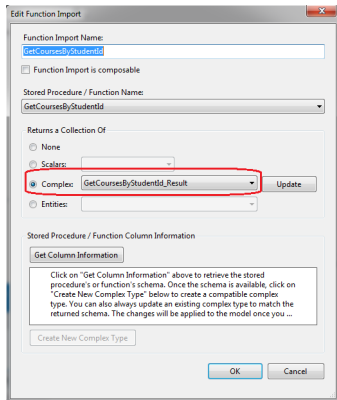 Edit Function Import
Function Import Name:
GetCoursesByStudentId
Function Import is composable
Stored Procedure / Function Name:
GetCoursesByStudentId
Returns a Collection Of
None
Scalars:
Complex: GetCoursesByStudentId_Result Update
Entities:
Stored Procedure / Function Column Information
Get Column Information
Click on "Get Column Information" above to retrieve the stored
procedure's or function's schema. Once the schema is available, click on
"Create New Complex Type" below to create a compatible complex
type. You can also always update an existing complex type to match the
returned schema. The changes will be applied to the model once you ...
Create New Complex Type
OK Cancel